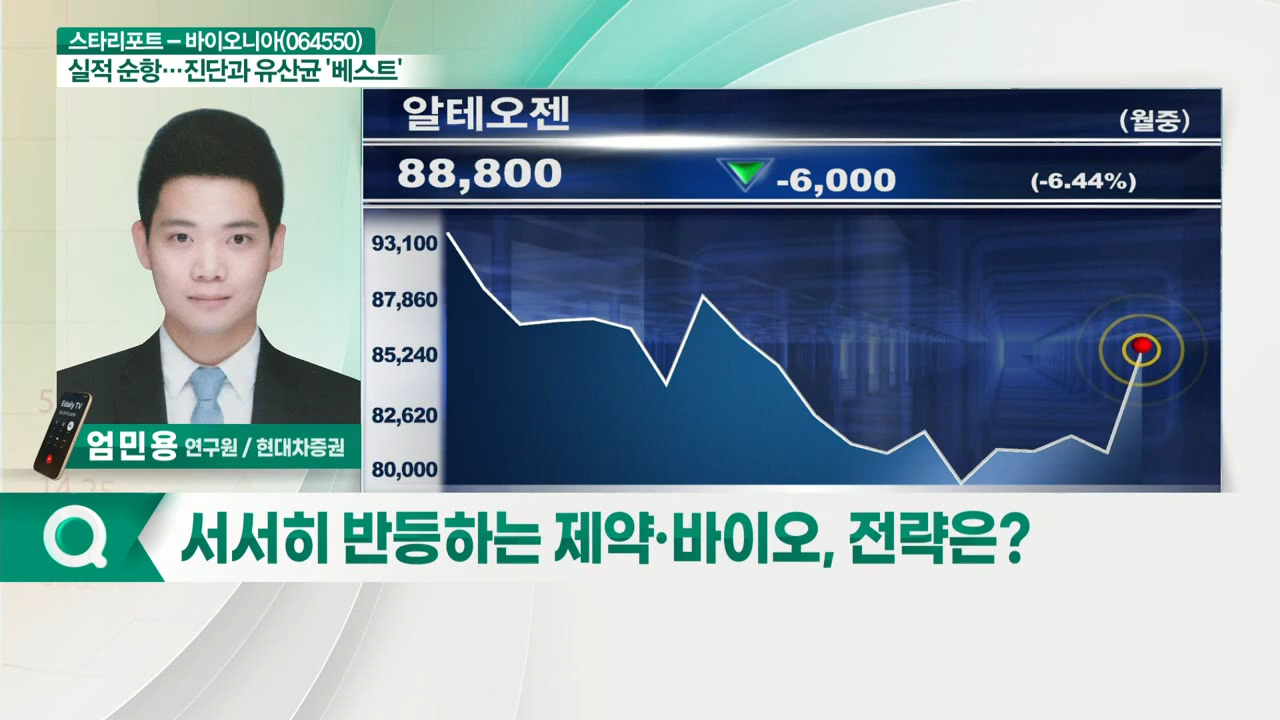 스타리포트 – 바이오니아(064550)
실적 순항…진단과 유산균 '베스트'
알테오젠
(월중)
88,800
-6,000
(-6.44%)
93,100
87,860
85,240
82,620
80,000
Edaily TV
엄민용 연구원 / 현대차증권
서서히 반등하는 제약·바이오, 전략은?